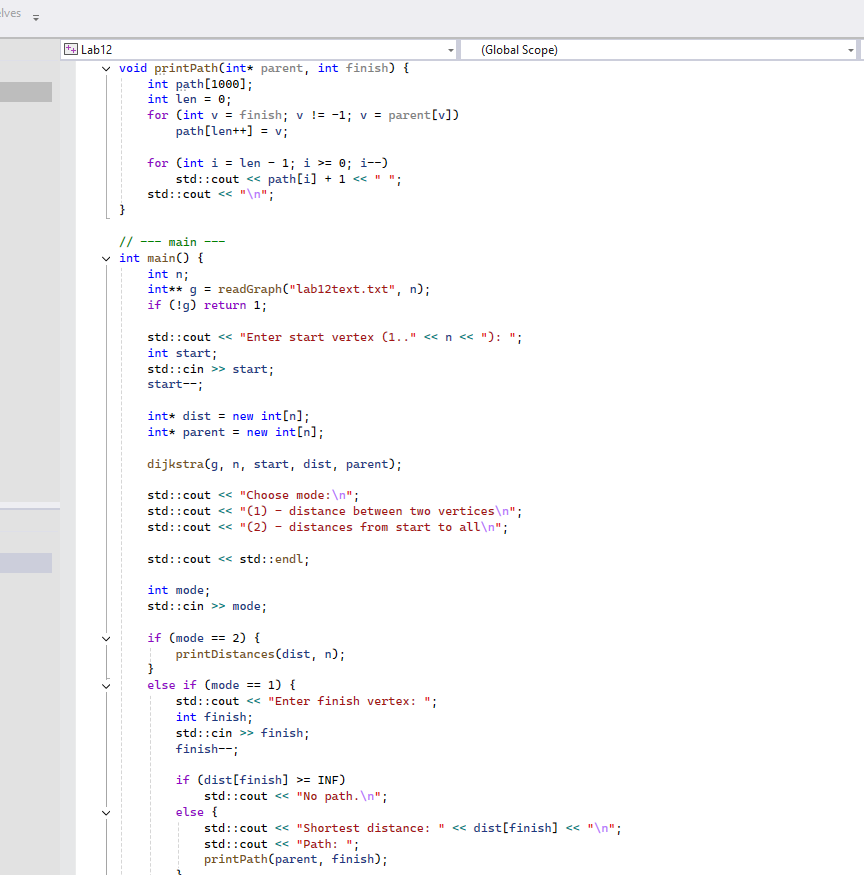 elves
Lab12 (Global Scope)
void printPath(int* parent, int finish) {
    int path[1000];
    int len = 0;
    for (int v = finish; v != -1; v = parent[v])
        path[len++] = v;

    for (int i = len - 1; i >= 0; i--)
        std::cout << path[i] + 1 << " ";
    std::cout << "\n";
}

// --- main ---
int main() {
    int n;
    int** g = readGraph("lab12text.txt", n);
    if (!g) return 1;

    std::cout << "Enter start vertex (1.." << n << "): ";
    int start;
    std::cin >> start;
    start--;

    int* dist = new int[n];
    int* parent = new int[n];

    dijkstra(g, n, start, dist, parent);

    std::cout << "Choose mode:\n";
    std::cout << "(1) - distance between two vertices\n";
    std::cout << "(2) - distances from start to all\n";

    std::cout << std::endl;

    int mode;
    std::cin >> mode;

    if (mode == 2) {
        printDistances(dist, n);
    }
    else if (mode == 1) {
        std::cout << "Enter finish vertex: ";
        int finish;
        std::cin >> finish;
        finish--;

        if (dist[finish] >= INF)
            std::cout << "No path.\n";
        else {
            std::cout << "Shortest distance: " << dist[finish] << "\n";
            std::cout << "Path: ";
            printPath(parent, finish);
        }